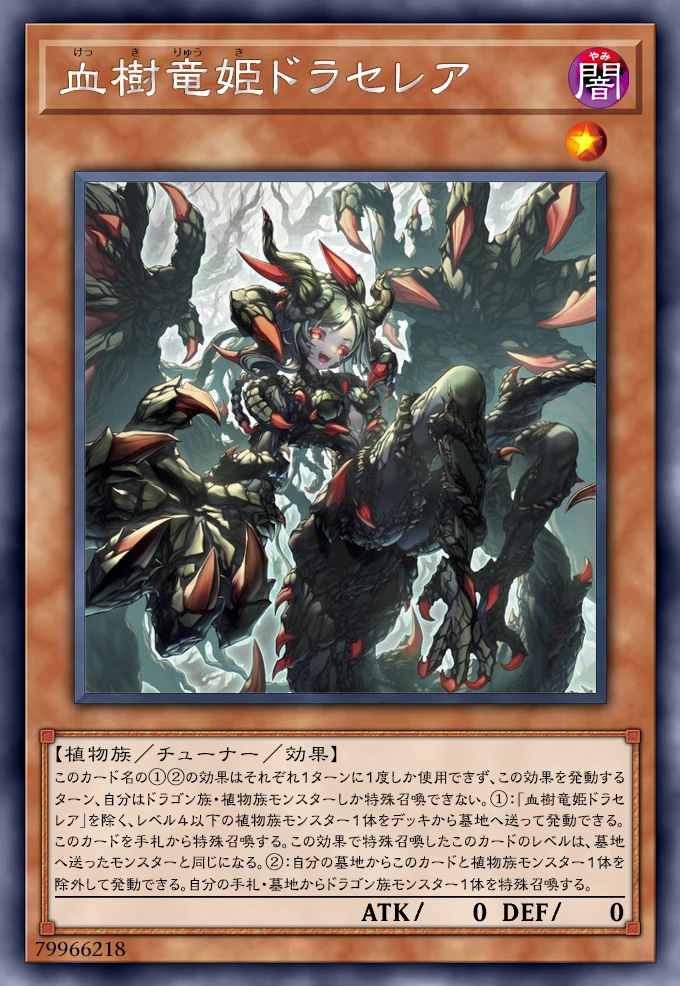 けっ き りゅう き
血樹竜姫ドラセレア
やみ
闇
【植物族／チューナー／効果】
このカード名の①②の効果はそれぞれ1ターンに1度しか使用できず、この効果を発動する
ターン、自分はドラゴン族・植物族モンスターしか特殊召喚できない。①：「血樹竜姫ドラセ
レア」を除く、レベル4以下の植物族モンスター1体をデッキから墓地へ送って発動できる。
このカードを手札から特殊召喚する。この効果で特殊召喚したこのカードのレベルは、墓地
へ送ったモンスターと同じになる。②：自分の墓地からこのカードと植物族モンスター1体を
除外して発動できる。自分の手札・墓地からドラゴン族モンスター1体を特殊召喚する。
ATK/ 0 DEF/ 0
79966218